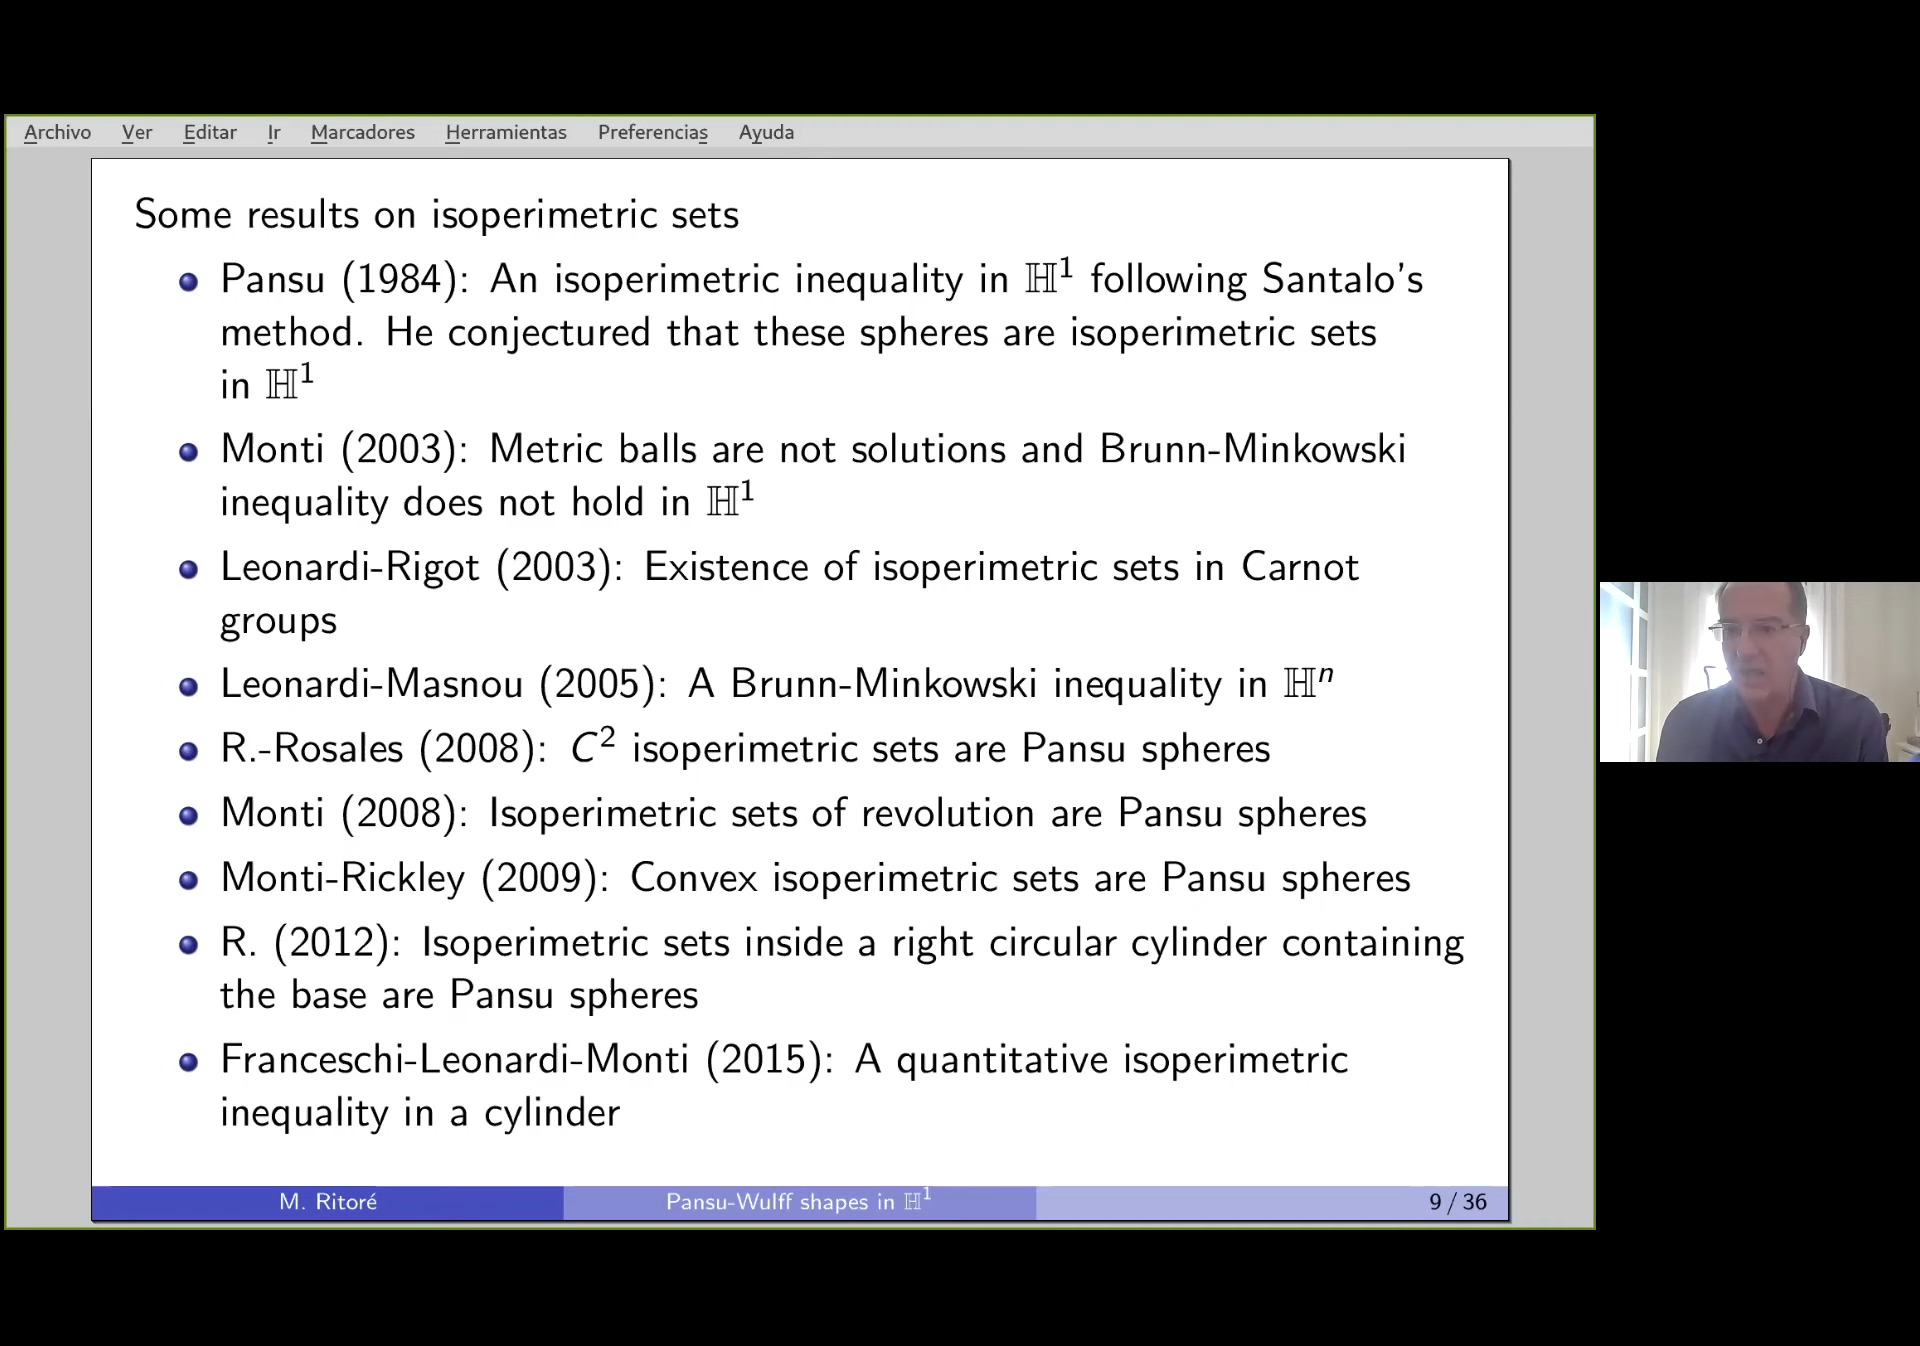 Archivo Ver Editar Ir Marcadores Herramientas Preferencias Ayuda
Some results on isoperimetric sets
Pansu (1984): An isoperimetric inequality in ℍ¹ following Santalo's
method. He conjectured that these spheres are isoperimetric sets
in ℍ¹
Monti (2003): Metric balls are not solutions and Brunn-Minkowski
inequality does not hold in ℍ¹
Leonardi-Rigot (2003): Existence of isoperimetric sets in Carnot
groups
Leonardi-Masnou (2005): A Brunn-Minkowski inequality in ℍⁿ
R.-Rosales (2008): C² isoperimetric sets are Pansu spheres
Monti (2008): Isoperimetric sets of revolution are Pansu spheres
Monti-Rickley (2009): Convex isoperimetric sets are Pansu spheres
R. (2012): Isoperimetric sets inside a right circular cylinder containing
the base are Pansu spheres
Franceschi-Leonardi-Monti (2015): A quantitative isoperimetric
inequality in a cylinder
M. Ritoré Pansu-Wulff shapes in ℍ¹ 9 / 36